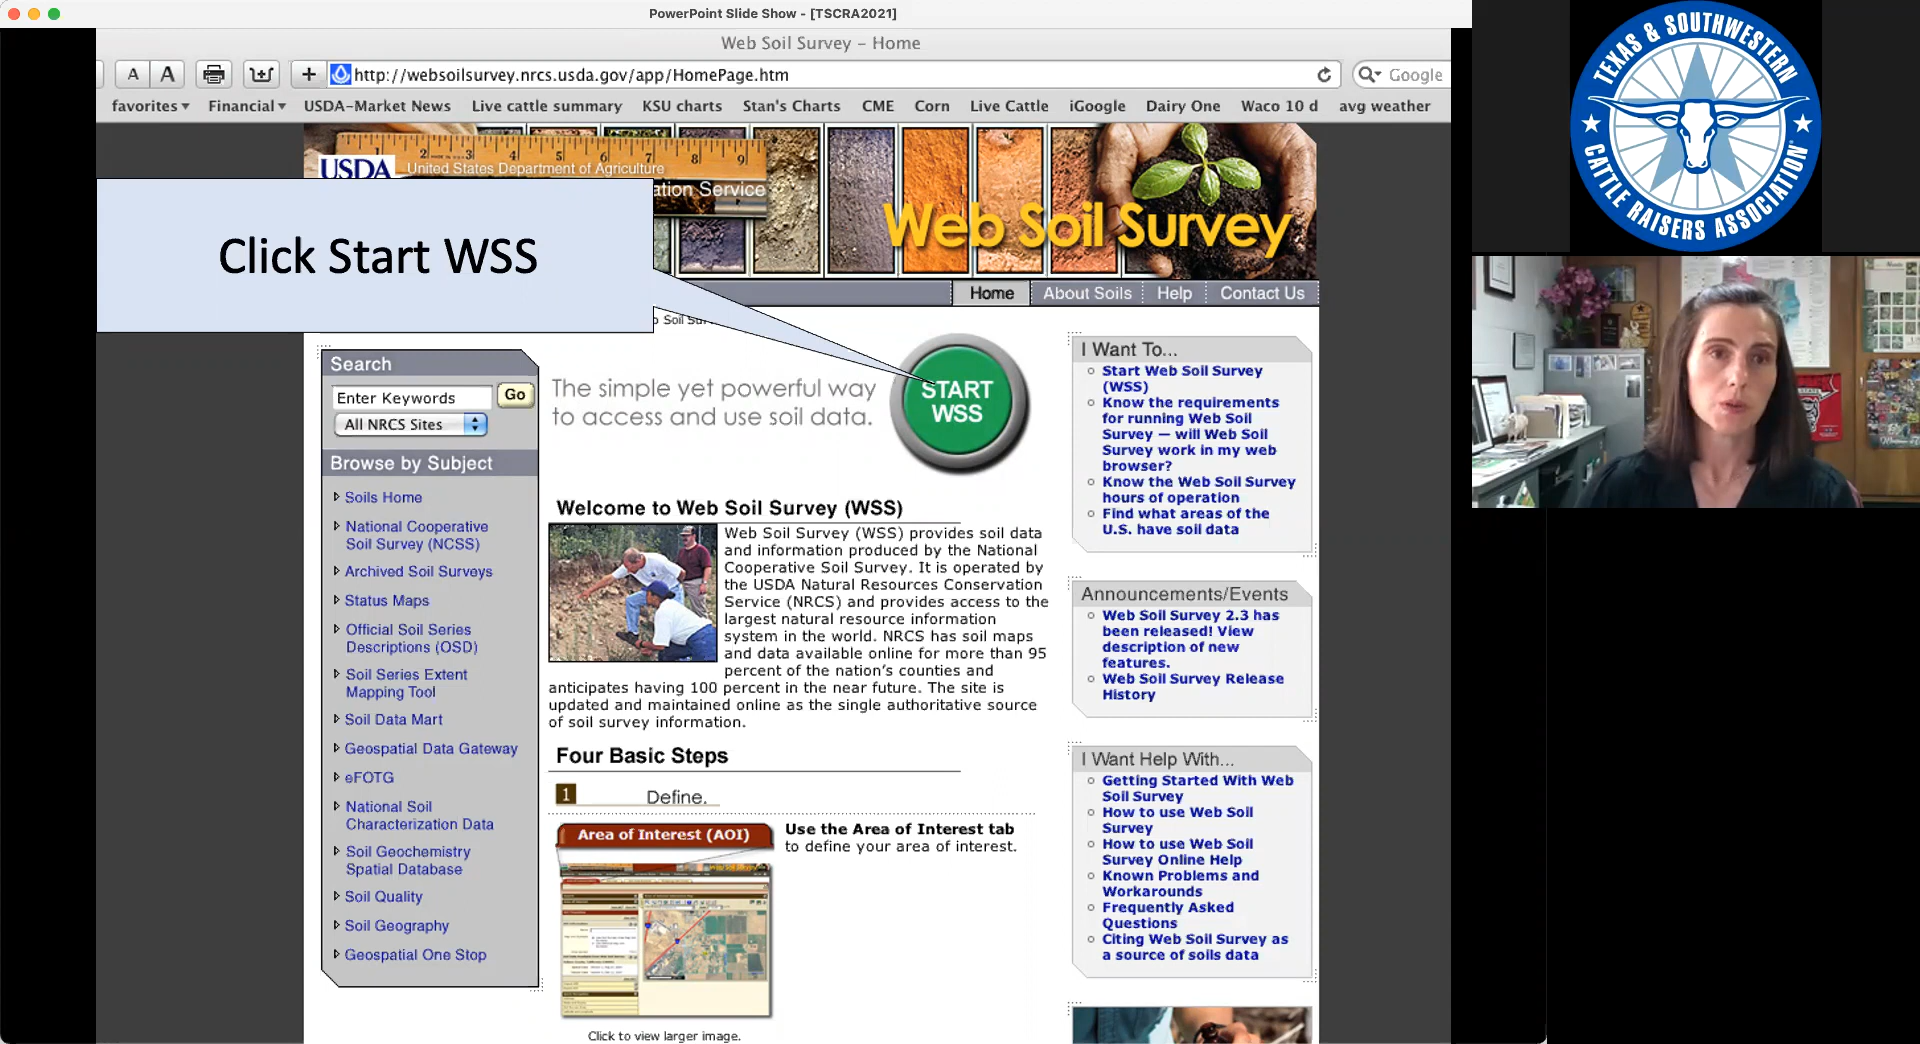 PowerPoint Slide Show - [TSCRA2021]
Web Soil Survey – Home
A A
http://websoilsurvey.nrcs.usda.gov/app/HomePage.htm
Google
favorites Financial USDA-Market News Live cattle summary KSU charts Stan's Charts CME Corn Live Cattle iGoogle Dairy One Waco 10 d avg weather
1 2 3 4 5 6 7 8 9
USDA United States Department of Agriculture
ation Service
Web Soil Survey
Click Start WSS
Home About Soils Help Contact Us
Soil Su
Search
Enter Keywords Go
All NRCS Sites
Browse by Subject
Soils Home
National Cooperative
Soil Survey (NCSS)
Archived Soil Surveys
Status Maps
Official Soil Series
Descriptions (OSD)
Soil Series Extent
Mapping Tool
Soil Data Mart
Geospatial Data Gateway
eFOTG
National Soil
Characterization Data
Soil Geochemistry
Spatial Database
Soil Quality
Soil Geography
Geospatial One Stop
The simple yet powerful way
to access and use soil data.
START
WSS
Welcome to Web Soil Survey (WSS)
Web Soil Survey (WSS) provides soil data
and information produced by the National
Cooperative Soil Survey. It is operated by
the USDA Natural Resources Conservation
Service (NRCS) and provides access to the
largest natural resource information
system in the world. NRCS has soil maps
and data available online for more than 95
percent of the nation's counties and
anticipates having 100 percent in the near future. The site is
updated and maintained online as the single authoritative source
of soil survey information.
Four Basic Steps
1 Define.
Area of Interest (AOI)
Use the Area of Interest tab
to define your area of interest.
Click to view larger image.
I Want To...
Start Web Soil Survey
(WSS)
Know the requirements
for running Web Soil
Survey — will Web Soil
Survey work in my web
browser?
Know the Web Soil Survey
hours of operation
Find what areas of the
U.S. have soil data
Announcements/Events
Web Soil Survey 2.3 has
been released! View
description of new
features.
Web Soil Survey Release
History
I Want Help With...
Getting Started With Web
Soil Survey
How to use Web Soil
Survey
How to use Web Soil
Survey Online Help
Known Problems and
Workarounds
Frequently Asked
Questions
Citing Web Soil Survey as
a source of soils data
TEXAS & SOUTHWESTERN
CATTLE RAISERS ASSOCIATION